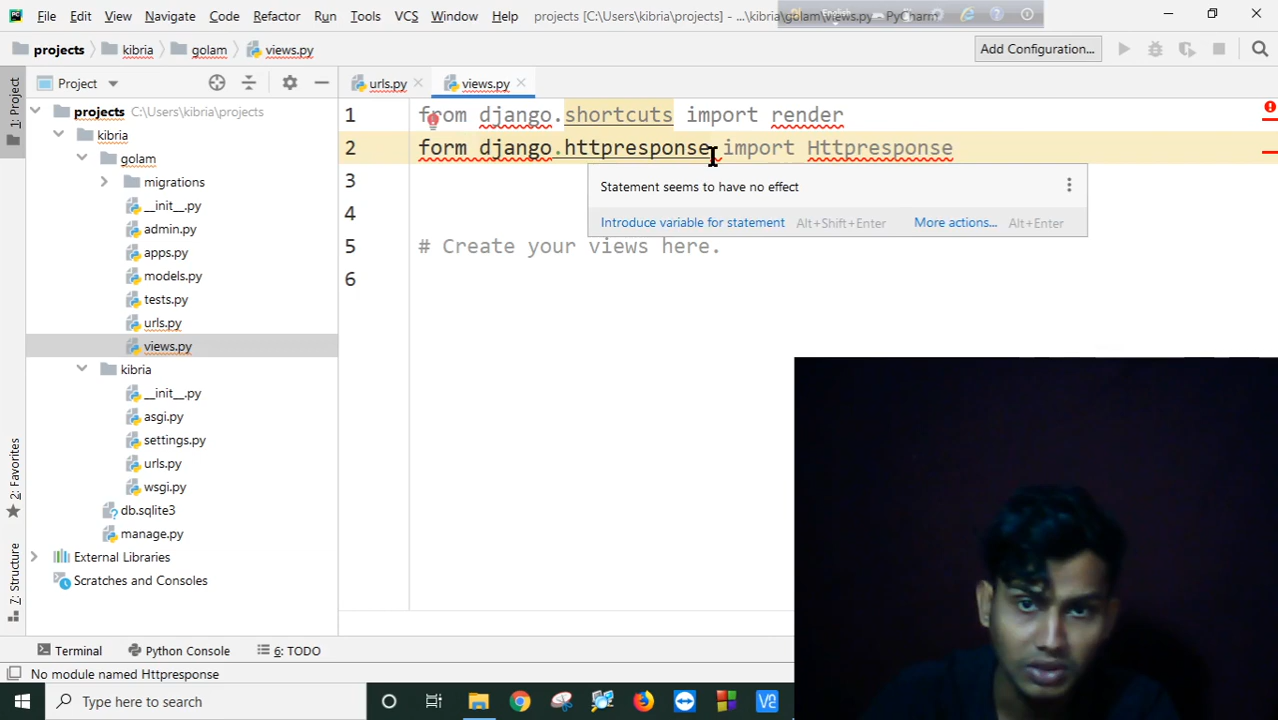 File Edit View Navigate Code Refactor Run Tools VCS Window Help projects [C:\Users\kibria\projects] - ...\kibria\golam\views.py - PyCharm
projects kibria golam views.py Add Configuration...
1: Project
Project
urls.py views.py
projects C:\Users\kibria\projects
kibria
golam
migrations
__init__.py
admin.py
apps.py
models.py
tests.py
urls.py
views.py
kibria
__init__.py
asgi.py
settings.py
urls.py
wsgi.py
db.sqlite3
manage.py
External Libraries
Scratches and Consoles
1 from django.shortcuts import render
2 form django.httpresponse import Httpresponse
3
4
5 # Create your views here.
6
Statement seems to have no effect
Introduce variable for statement Alt+Shift+Enter More actions... Alt+Enter
2: Favorites
7: Structure
Terminal Python Console 6: TODO
No module named Httpresponse
Type here to search